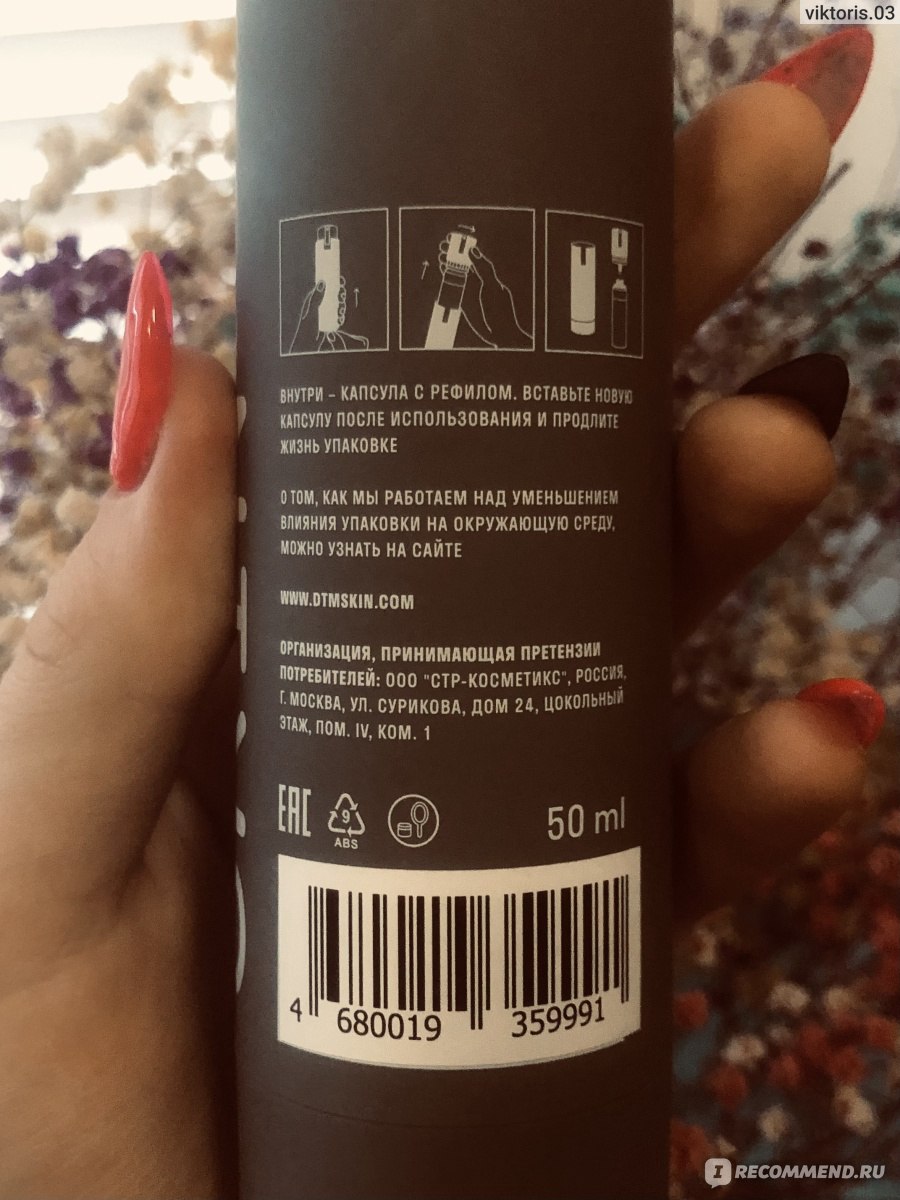 viktoris.03
ВНУТРИ – КАПСУЛА С РЕФИЛОМ. ВСТАВЬТЕ НОВУЮ
КАПСУЛУ ПОСЛЕ ИСПОЛЬЗОВАНИЯ И ПРОДЛИТЕ
ЖИЗНЬ УПАКОВКЕ
О ТОМ, КАК МЫ РАБОТАЕМ НАД УМЕНЬШЕНИЕМ
ВЛИЯНИЯ УПАКОВКИ НА ОКРУЖАЮЩУЮ СРЕДУ,
МОЖНО УЗНАТЬ НА САЙТЕ
WWW.DTMSKIN.COM
ОРГАНИЗАЦИЯ, ПРИНИМАЮЩАЯ ПРЕТЕНЗИИ
ПОТРЕБИТЕЛЕЙ: ООО "СТР-КОСМЕТИКС", РОССИЯ,
Г. МОСКВА, УЛ. СУРИКОВА, ДОМ 24, ЦОКОЛЬНЫЙ
ЭТАЖ, ПОМ. IV, КОМ. 1
EAC 9 50 ml
ABS
4 680019 359991
IRECOMMEND.RU